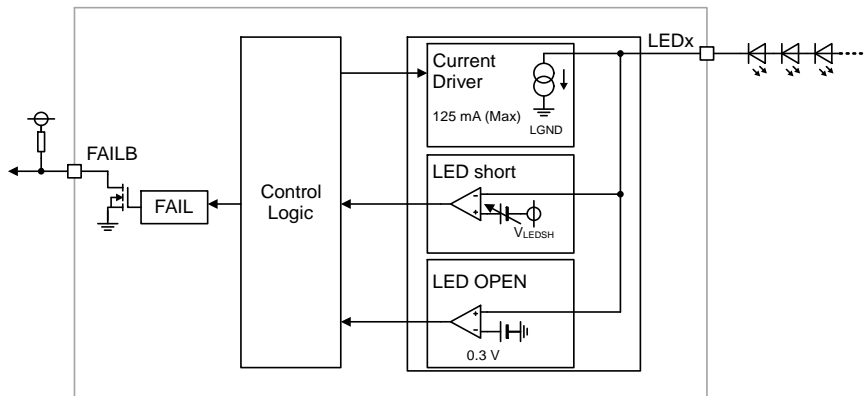 LEDx
Current
Driver
125 mA (Max)
LGND
FAILB
LED short
Control
Logic
FAIL
- 
+
VLEDSH
LED OPEN
+
-
0.3 V